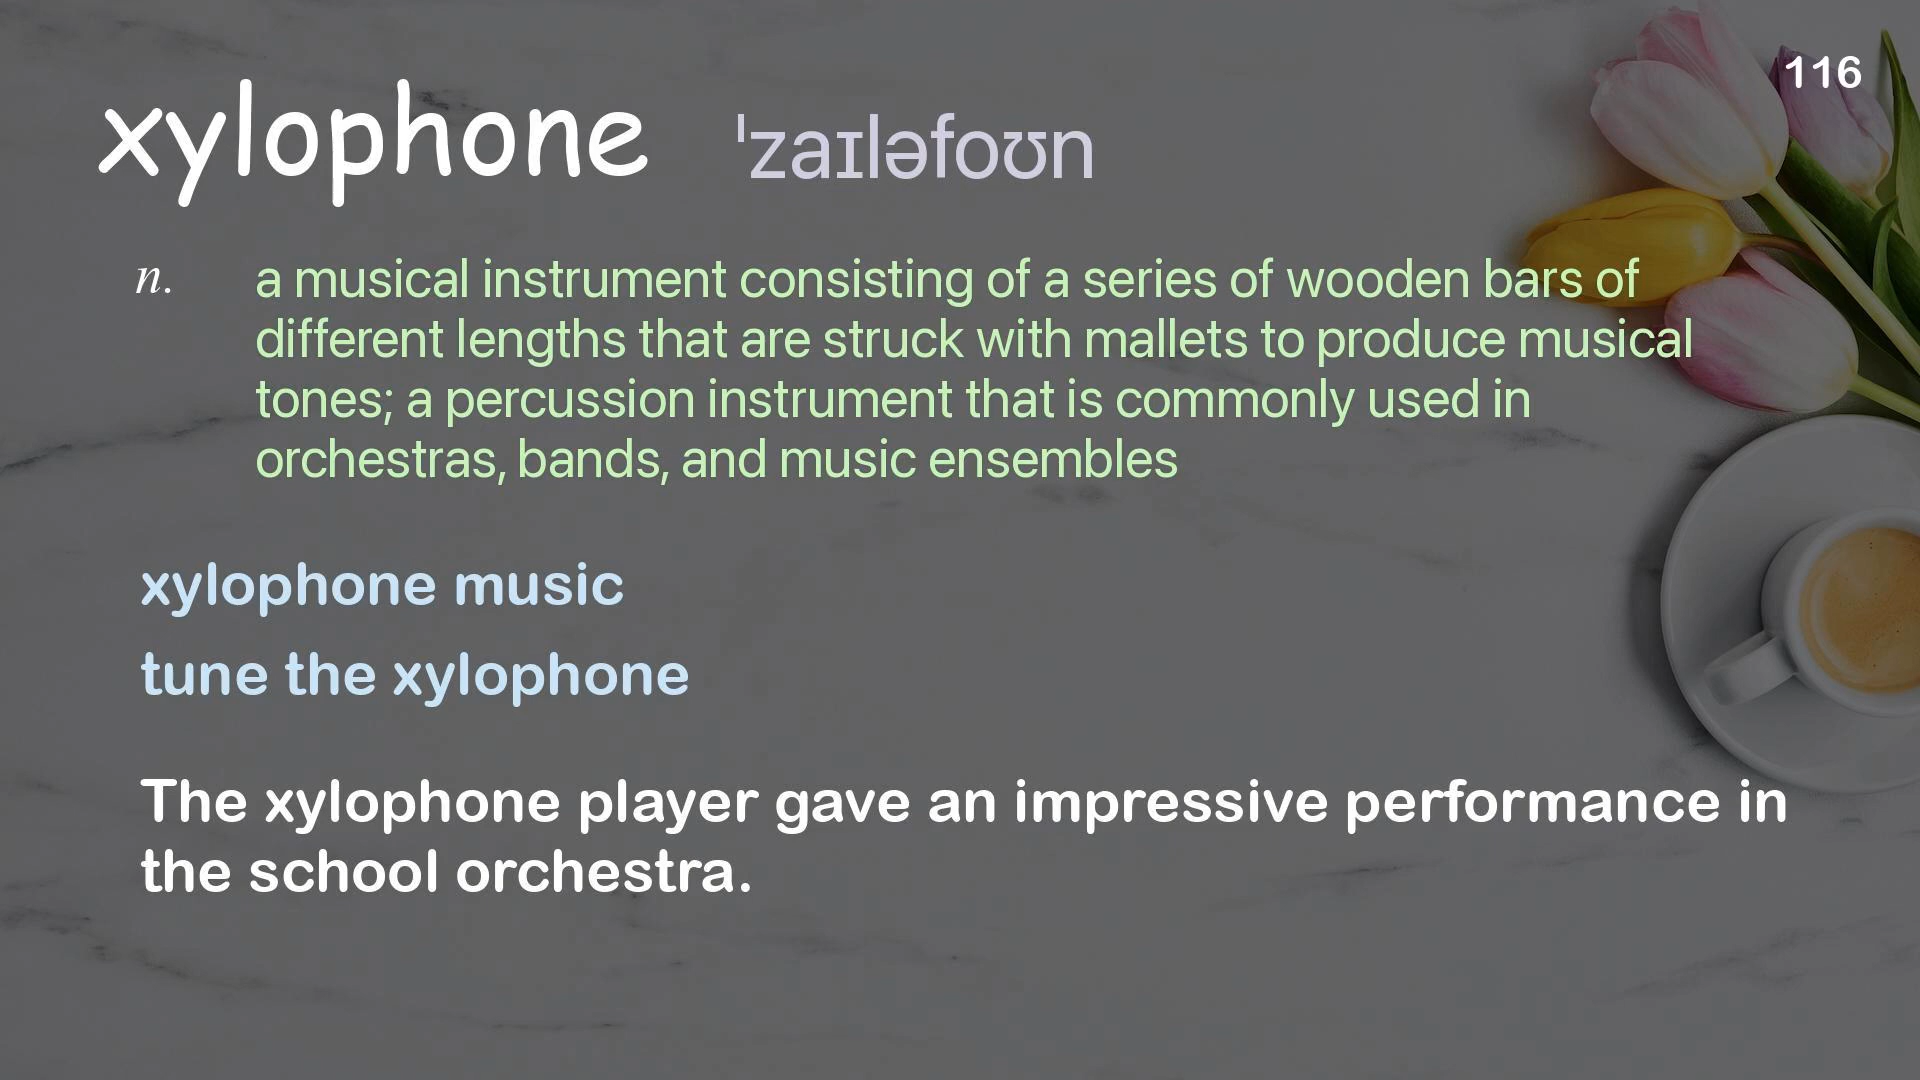 116
xylophone ˈzaɪləfoʊn
n. a musical instrument consisting of a series of wooden bars of
different lengths that are struck with mallets to produce musical
tones; a percussion instrument that is commonly used in
orchestras, bands, and music ensembles
xylophone music
tune the xylophone
The xylophone player gave an impressive performance in
the school orchestra.